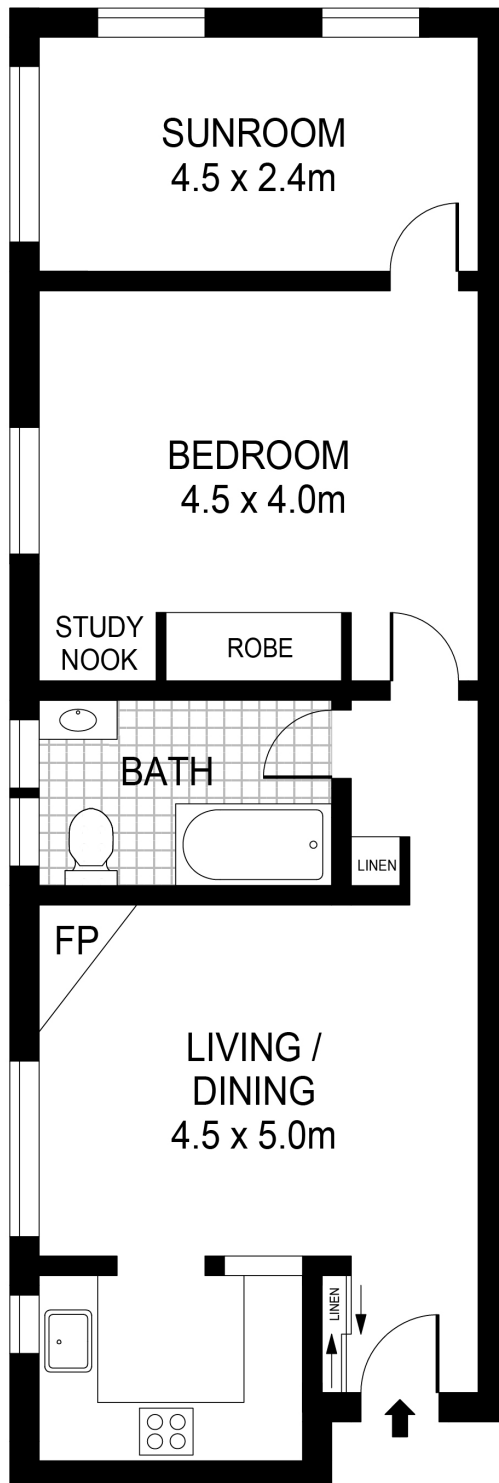 SUNROOM
4.5 x 2.4m
BEDROOM
4.5 x 4.0m
STUDY
NOOK
ROBE
BATH
LINEN
FP
LIVING /
DINING
4.5 x 5.0m
LINEN